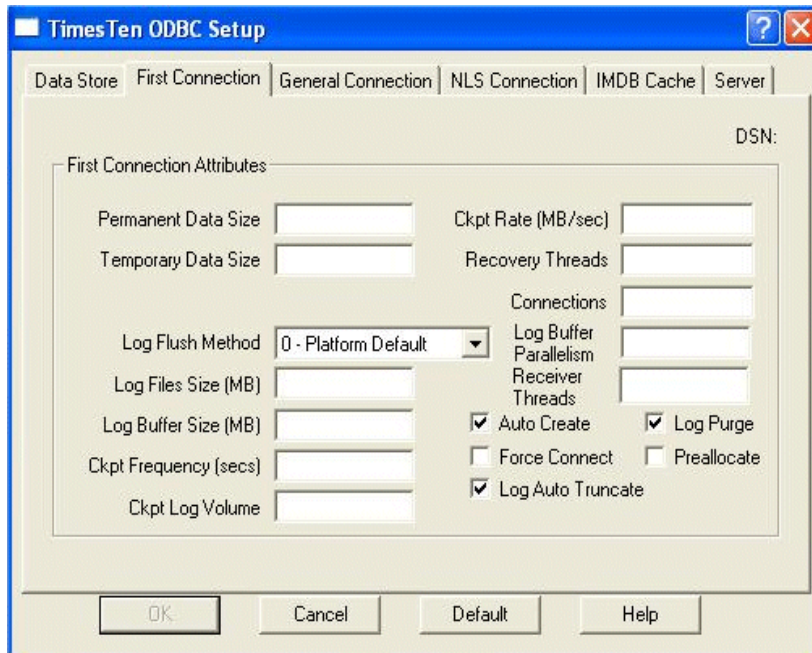 TimesTen ODBC Setup
Data Store First Connection General Connection NLS Connection IMDB Cache Server
DSN:
First Connection Attributes
Permanent Data Size Ckpt Rate (MB/sec)
Temporary Data Size Recovery Threads
Connections
Log Flush Method 0 - Platform Default Log Buffer
Parallelism
Log Files Size (MB) Receiver
Threads
Log Buffer Size (MB) Auto Create Log Purge
Ckpt Frequency (secs) Force Connect Preallocate
Ckpt Log Volume Log Auto Truncate
OK Cancel Default Help